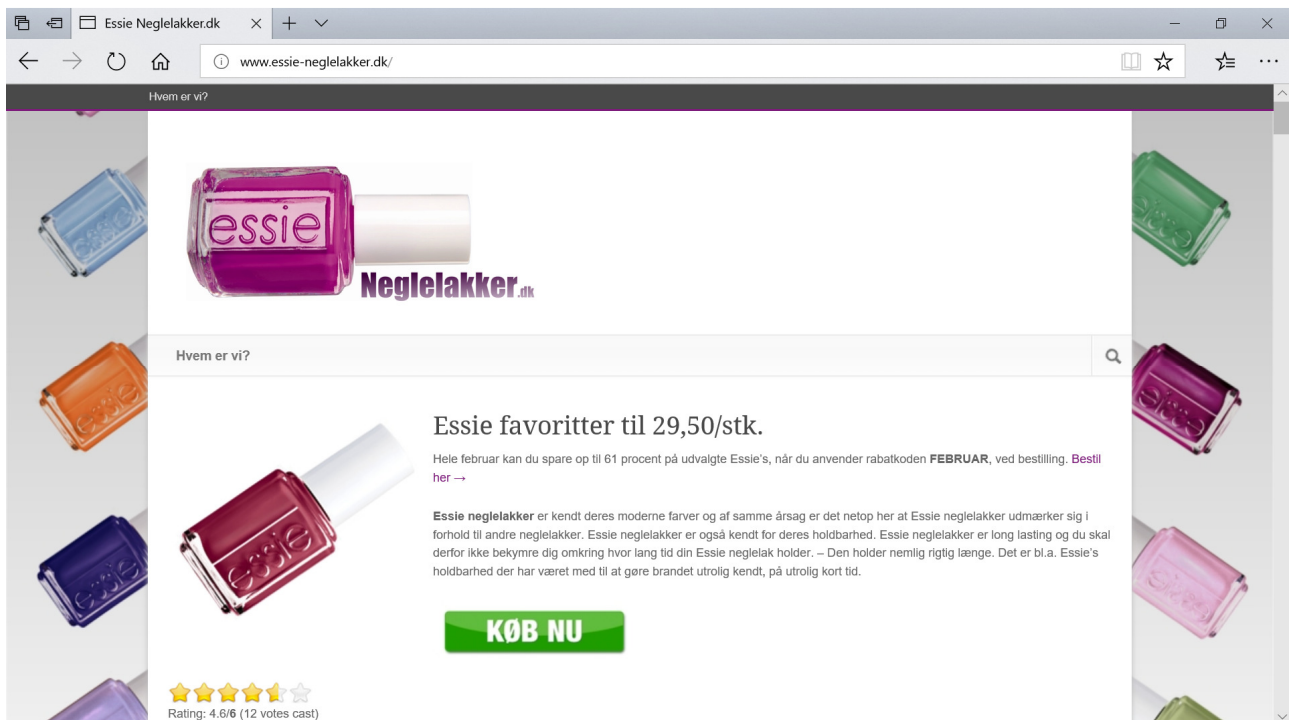 Essie Neglelakker.dk
www.essie-neglelakker.dk/
Hvem er vi?
essie
Neglelakker.dk
Hvem er vi?
Essie favoritter til 29,50/stk.
Hele februar kan du spare op til 61 procent på udvalgte Essie's, når du anvender rabatkoden FEBRUAR, ved bestilling. Bestil
her →
Essie neglelakker er kendt deres moderne farver og af samme årsag er det netop her at Essie neglelakker udmærker sig i
forhold til andre neglelakker. Essie neglelakker er også kendt for deres holdbarhed. Essie neglelakker er long lasting og du skal
derfor ikke bekymre dig omkring hvor lang tid din Essie neglelak holder. – Den holder nemlig rigtig længe. Det er bl.a. Essie's
holdbarhed der har været med til at gøre brandet utrolig kendt, på utrolig kort tid.
essie
KØB NU
Rating: 4.6/6 (12 votes cast)
essie
essie
essie
essie
essie
essie